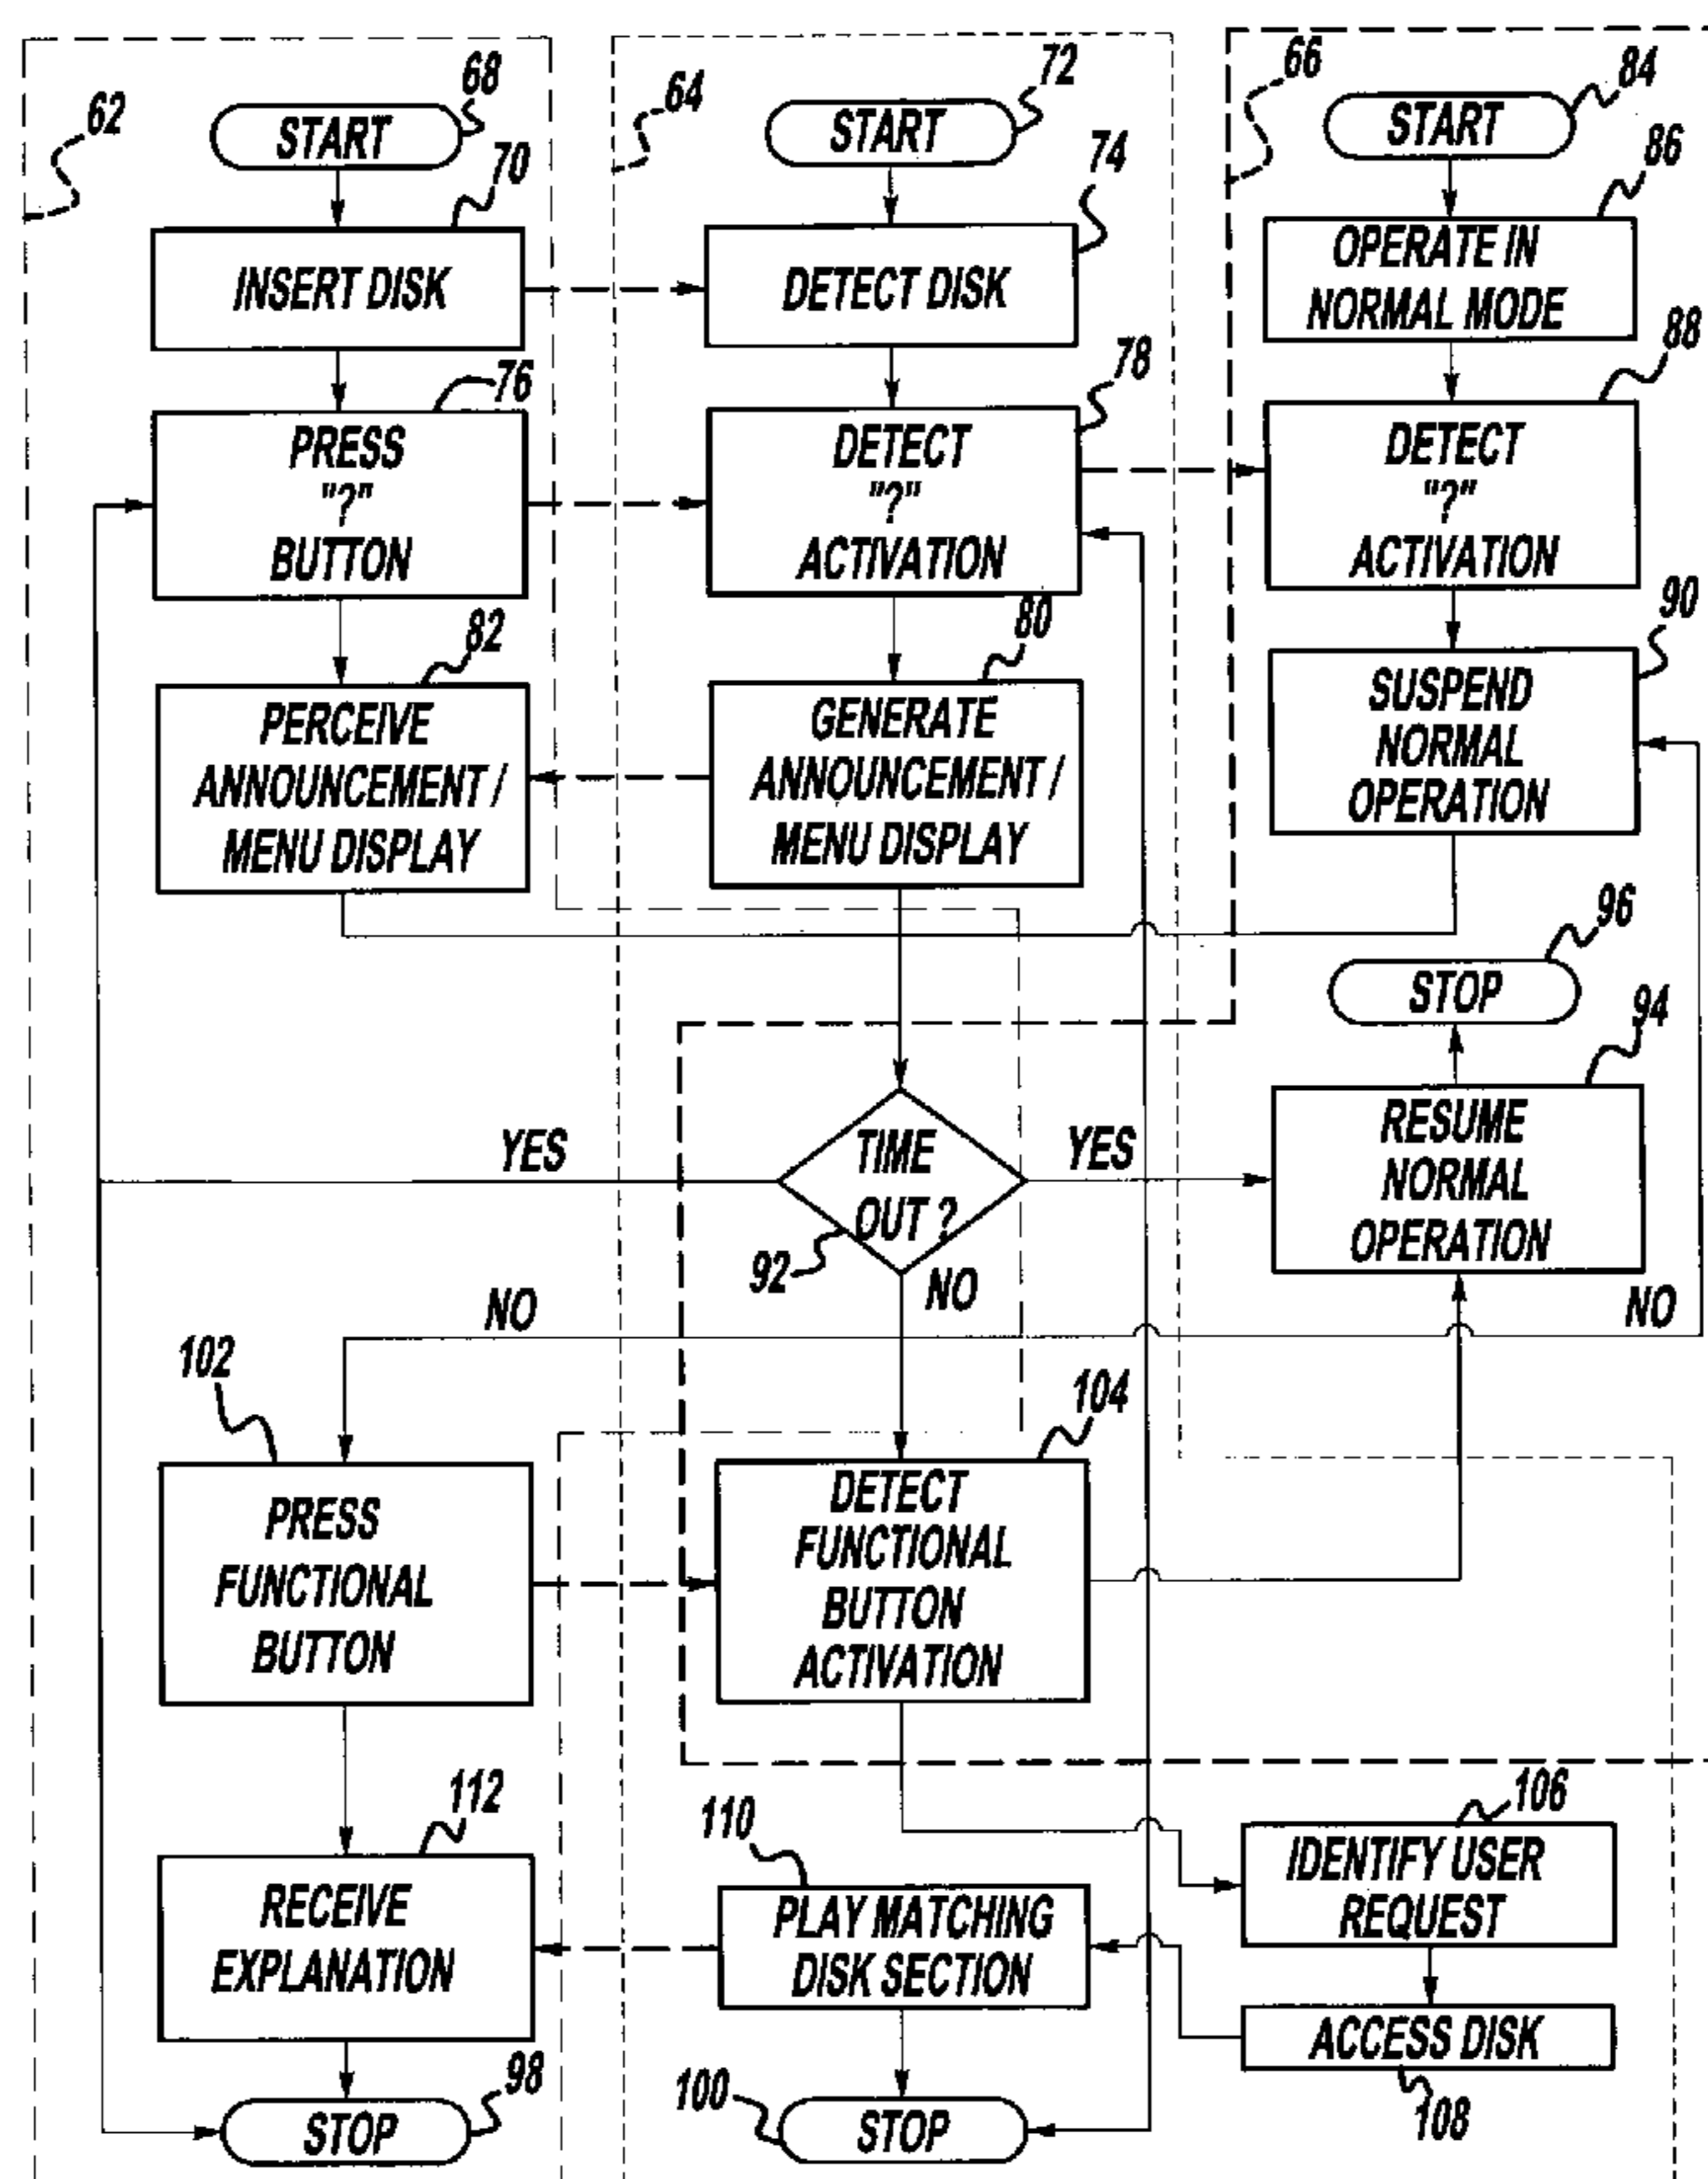 62
68
START
70
INSERT DISK
76
PRESS
"?"
BUTTON
82
PERCEIVE
ANNOUNCEMENT /
MENU DISPLAY
64
72
START
74
DETECT DISK
78
DETECT
"?"
ACTIVATION
80
GENERATE
ANNOUNCEMENT /
MENU DISPLAY
66
84
START
86
OPERATE IN
NORMAL MODE
88
DETECT
"?"
ACTIVATION
90
SUSPEND
NORMAL
OPERATION
96
STOP
94
RESUME
NORMAL
OPERATION
YES
TIME
OUT ?
YES
92
NO
NO
NO
102
PRESS
FUNCTIONAL
BUTTON
104
DETECT
FUNCTIONAL
BUTTON
ACTIVATION
112
RECEIVE
EXPLANATION
98
STOP
110
PLAY MATCHING
DISK SECTION
100
STOP
106
IDENTIFY USER
REQUEST
ACCESS DISK
108